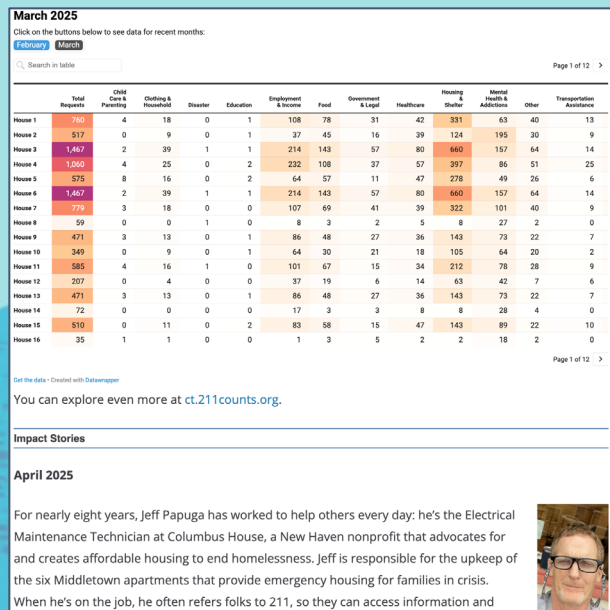 March 2025
Click on the buttons below to see data for recent months:
February March
Search in table
Page 1 of 12 >
Total Requests Child Care & Parenting Clothing & Household Disaster Education Employment & Income Food Government & Legal Healthcare Housing & Shelter Mental Health & Addictions Other Transportation Assistance
House 1 760 4 18 0 1 108 78 31 42 331 63 40 13
House 2 517 0 9 0 1 37 45 16 39 124 195 30 9
House 3 1,467 2 39 1 1 214 143 57 80 660 157 64 14
House 4 1,060 4 25 0 2 232 108 37 57 397 86 51 25
House 5 575 8 16 0 2 64 57 11 47 278 49 26 6
House 6 1,467 2 39 1 1 214 143 57 80 660 157 64 14
House 7 779 3 18 0 0 107 69 41 39 322 101 40 9
House 8 59 0 0 1 0 8 3 2 5 8 27 2 0
House 9 471 3 13 0 1 86 48 27 36 143 73 22 7
House 10 349 0 9 0 1 64 30 21 18 105 64 20 2
House 11 585 4 16 1 0 101 67 15 34 212 78 28 9
House 12 207 0 4 0 0 37 19 6 14 63 42 7 6
House 13 471 3 13 0 1 86 48 27 36 143 73 22 7
House 14 72 0 0 0 0 17 3 3 8 8 28 4 0
House 15 510 0 11 0 2 83 58 15 47 143 89 22 10
House 16 35 1 1 0 0 1 3 5 2 2 18 2 0
Page 1 of 12 >
Get the data • Created with Datawrapper
You can explore even more at ct.211counts.org.
Impact Stories
April 2025
For nearly eight years, Jeff Papuga has worked to help others every day: he's the Electrical
Maintenance Technician at Columbus House, a New Haven nonprofit that advocates for
and creates affordable housing to end homelessness. Jeff is responsible for the upkeep of
the six Middletown apartments that provide emergency housing for families in crisis.
When he's on the job, he often refers folks to 211, so they can access information and